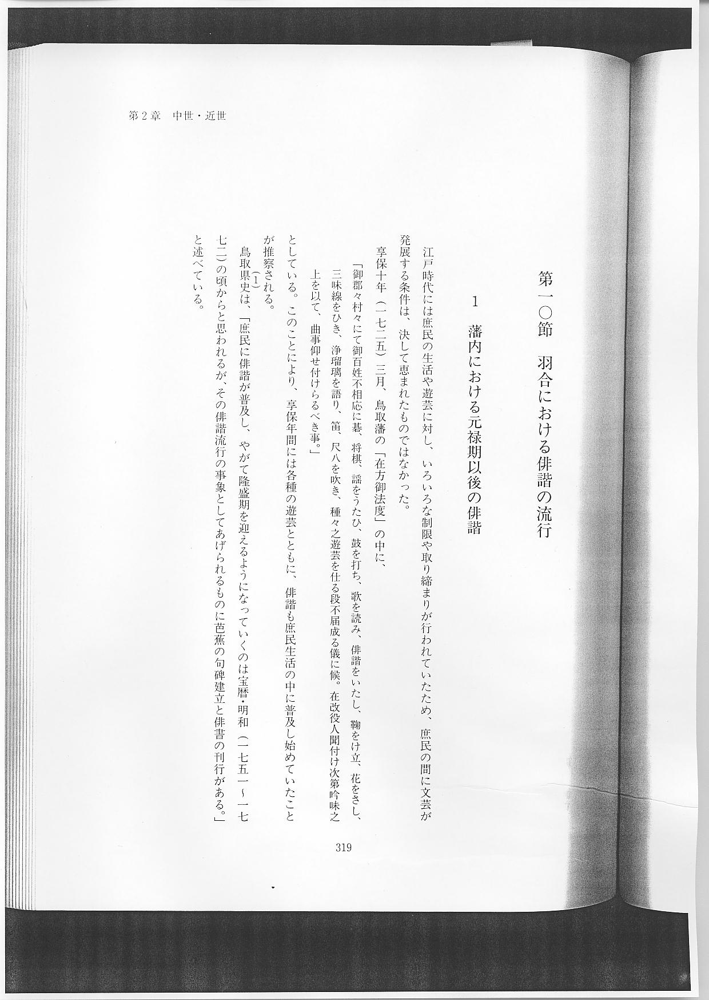 第2章　中世・近世
第一〇節　羽合における俳諧の流行
1　藩内における元禄期以後の俳諧
江戸時代には庶民の生活や遊芸に対し、いろいろな制限や取り締まりが行われていたため、庶民の間に文芸が
発展する条件は、決して恵まれたものではなかった。
享保十年（一七二五）三月、鳥取藩の「在方御法度」の中に、
「御郡々村々にて御百姓不相応に碁、将棋、謡をうたひ、鼓を打ち、歌を読み、俳諧をいたし、鞠をけ立、花をさし、
三味線をひき、浄瑠璃を語り、笛、尺八を吹き、種々之遊芸を仕る段不届成る儀に候。在改役人聞付け次第吟味之
上を以て、曲事仰せ付けらるべき事。」
としている。このことにより、享保年間には各種の遊芸とともに、俳諧も庶民生活の中に普及し始めていたこと
が推察される。
(1)
鳥取県史は、「庶民に俳諧が普及し、やがて隆盛期を迎えるようになっていくのは宝暦・明和（一七五一～一七
七二）の頃からと思われるが、その俳諧流行の事象としてあげられるものに芭蕉の句碑建立と俳書の刊行がある。」
と述べている。
319